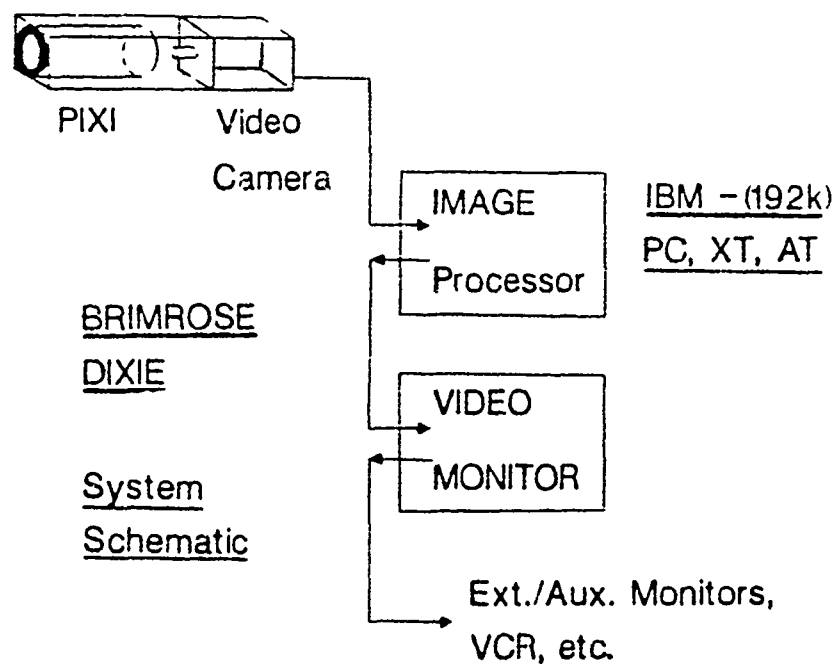 PIXI
Video
Camera
IMAGE
Processor
IBM - (192k)
PC, XT, AT
BRIMROSE
DIXIE
VIDEO
MONITOR
System
Schematic
Ext./Aux. Monitors,
VCR, etc.